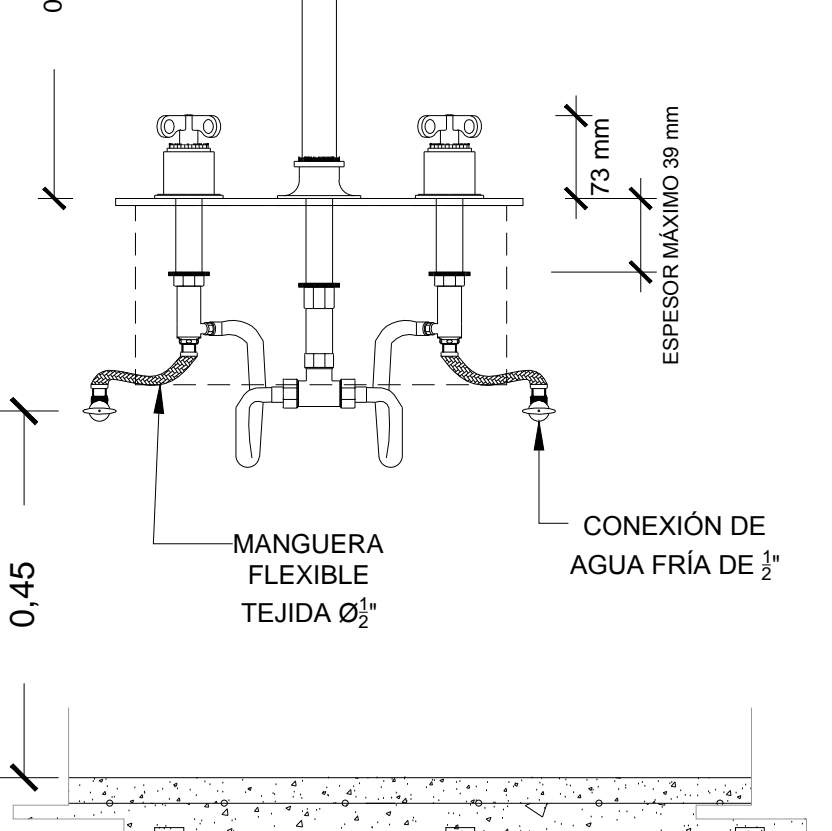 0
73 mm
ESPESOR MÁXIMO 39 mm
MANGUERA
FLEXIBLE
TEJIDA Ø½"
CONEXIÓN DE
AGUA FRÍA DE ½"
0,45